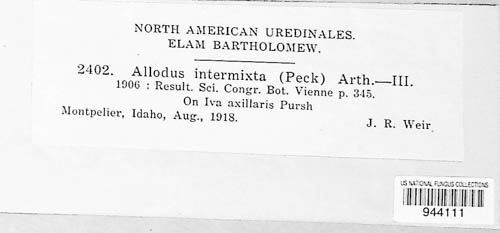 NORTH AMERICAN UREDINALES.
ELAM BARTHOLOMEW.
2402. Allodus intermixta (Peck) Arth.—III.
1906 : Result. Sci. Congr. Bot. Vienne p. 345.
On Iva axillaris Pursh
Montpelier, Idaho, Aug., 1918.
J. R. Weir
US NATIONAL FUNGUS COLLECTIONS
944111